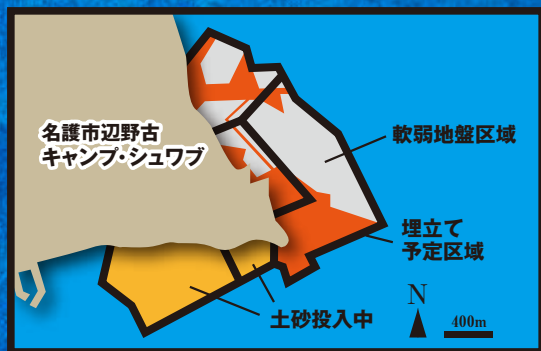 名護市辺野古
キャンプ・シュワブ
軟弱地盤区域
埋立て
予定区域
土砂投入中
N
400m